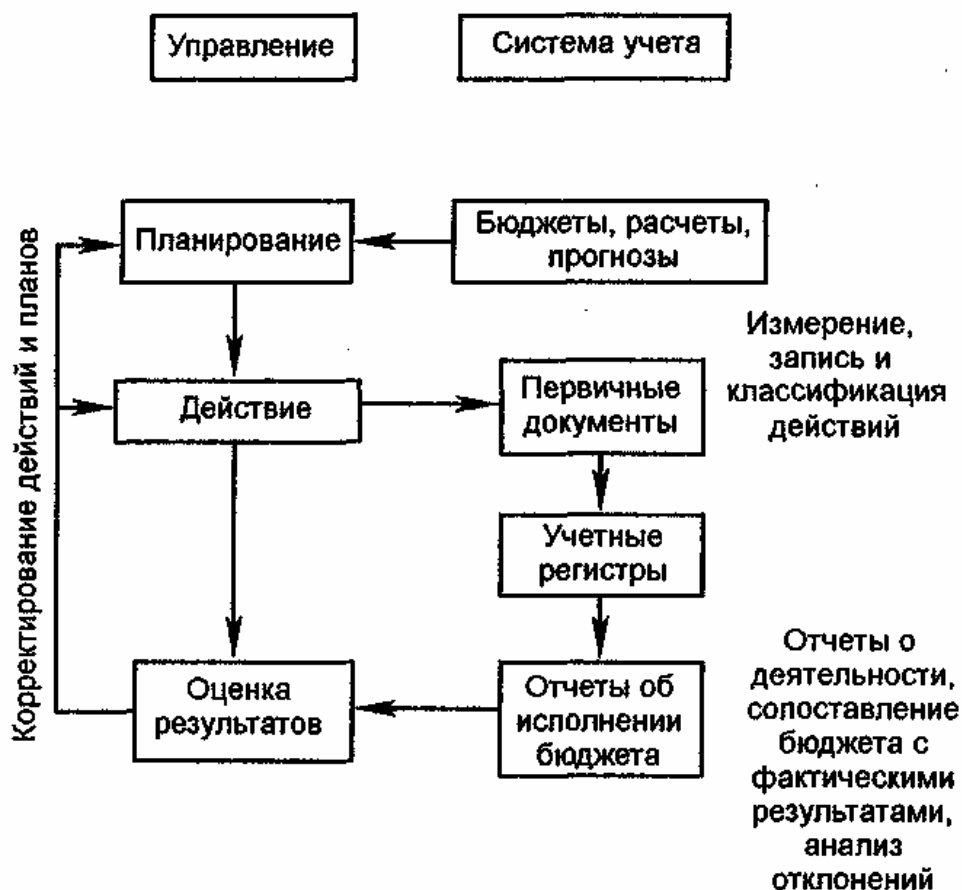 Управление
Система учета
Планирование
Бюджеты, расчеты,
прогнозы
Корректирование действий и планов
Измерение,
запись и
классификация
действий
Действие
Первичные
документы
Учетные
регистры
Оценка
результатов
Отчеты об
исполнении
бюджета
Отчеты о
деятельности,
сопоставление
бюджета с
фактическими
результатами,
анализ
отклонений